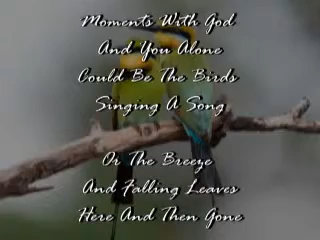 Moments With God
And You Alone
Could Be The Birds
Singing A Song
Or The Breeze
And Falling Leaves
Here And Then Gone